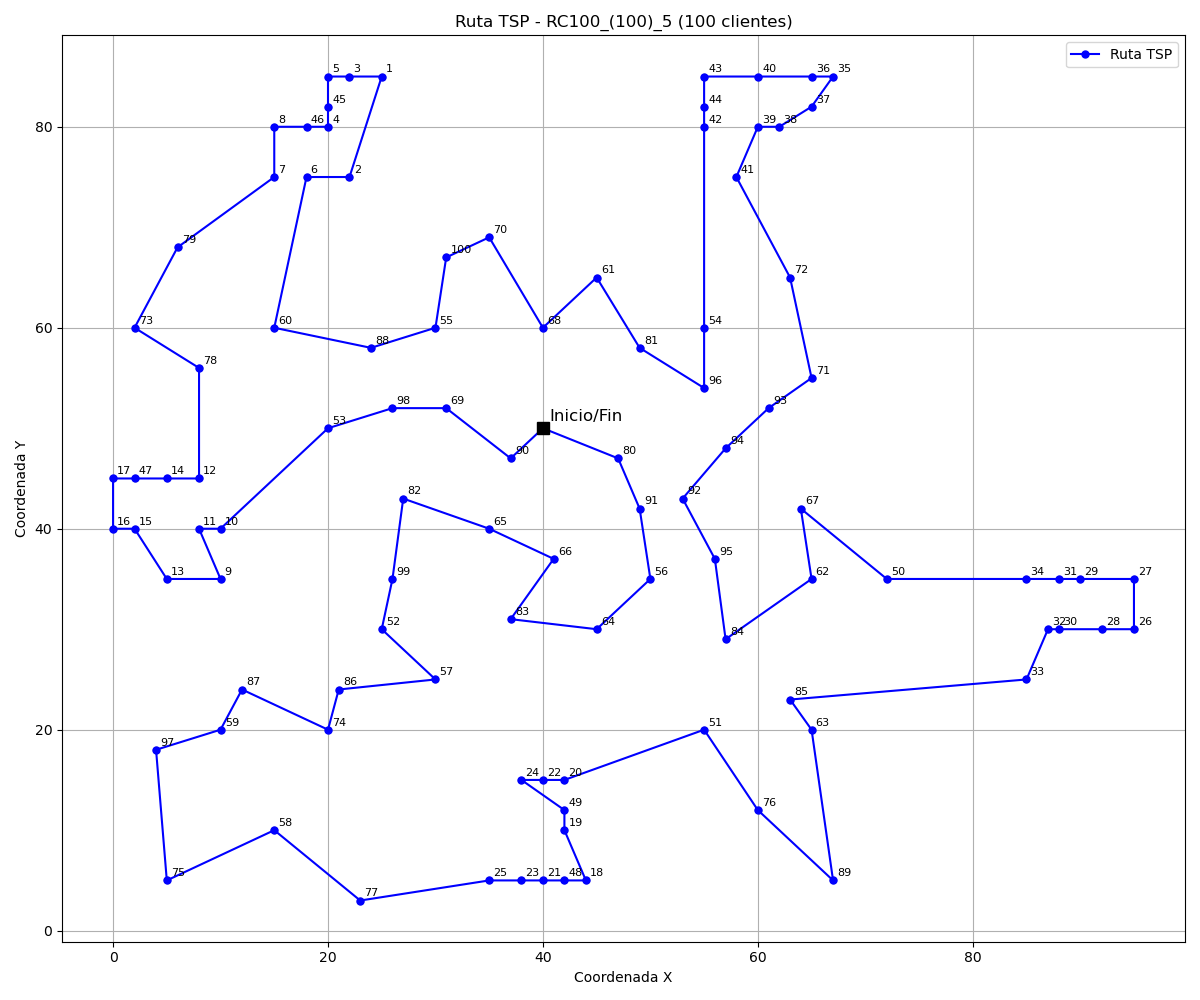 Ruta TSP - RC100_(100)_5 (100 clientes)
Ruta TSP
5 3 1
43 40 36 35
45
44 37
8 46 4
42 39 38
7 6 2
41
70
79 100
61 72
73 60 55 68 54
88 81
78
96 71
98 69 93
53 Inicio/Fin
90 80 94
17 47 14 12
82 92
91 67
16 15 11 10 65
66 95
13 9 99 56 62 50 34 31 29 27
83 52 64 84 32 30 28 26
87 86 57 33
85
59 74 51 63
97
24 22 20
49 76
58 19
75 25 23 21 48 18 89
77
0 20 40 60 80
Coordenada X
80
60
40
20
0
Coordenada Y